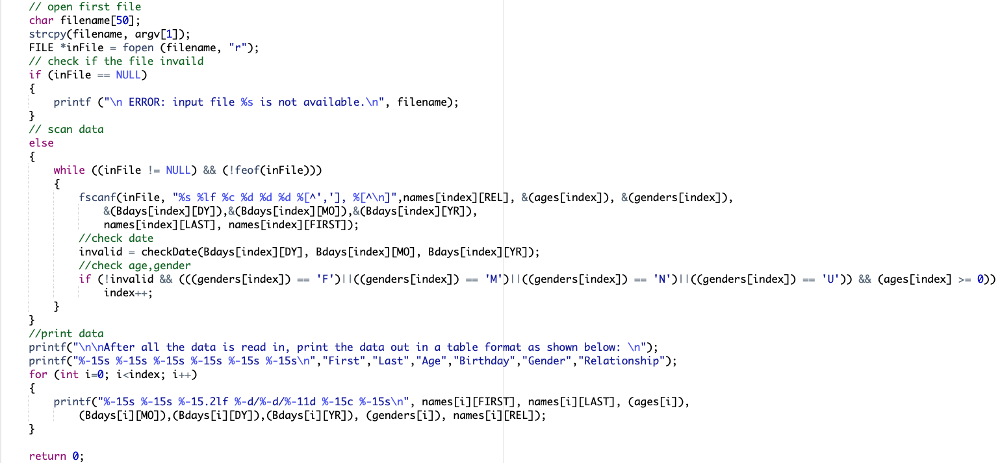 // open first file
char filename[50];
strcpy(filename, argv[1]);
FILE *inFile = fopen (filename, "r");
// check if the file invaild
if (inFile == NULL)
{
    printf ("\n ERROR: input file %s is not available.\n", filename);
}
// scan data
else
{
    while ((inFile != NULL) && (!feof(inFile)))
    {
        fscanf(inFile, "%s %lf %c %d %d %d %[^','], %[^\n]",names[index][REL], &(ages[index]), &(genders[index]),
            &(Bdays[index][DY]),&(Bdays[index][MO]),&(Bdays[index][YR]),
            names[index][LAST], names[index][FIRST]);
        //check date
        invalid = checkDate(Bdays[index][DY], Bdays[index][MO], Bdays[index][YR]);
        //check age,gender
        if (!invalid && (((genders[index]) == 'F')||((genders[index]) == 'M')||((genders[index]) == 'N')||((genders[index]) == 'U')) && (ages[index] >= 0))
            index++;
    }
}
//print data
printf("\n\nAfter all the data is read in, print the data out in a table format as shown below: \n");
printf("%-15s %-15s %-15s %-15s %-15s %-15s\n","First","Last","Age","Birthday","Gender","Relationship");
for (int i=0; i<index; i++)
{
    printf("%-15s %-15s %-15.2lf %-d/%-d/%-11d %-15c %-15s\n", names[i][FIRST], names[i][LAST], (ages[i]),
        (Bdays[i][MO]),(Bdays[i][DY]),(Bdays[i][YR]), (genders[i]), names[i][REL]);
}
return 0;